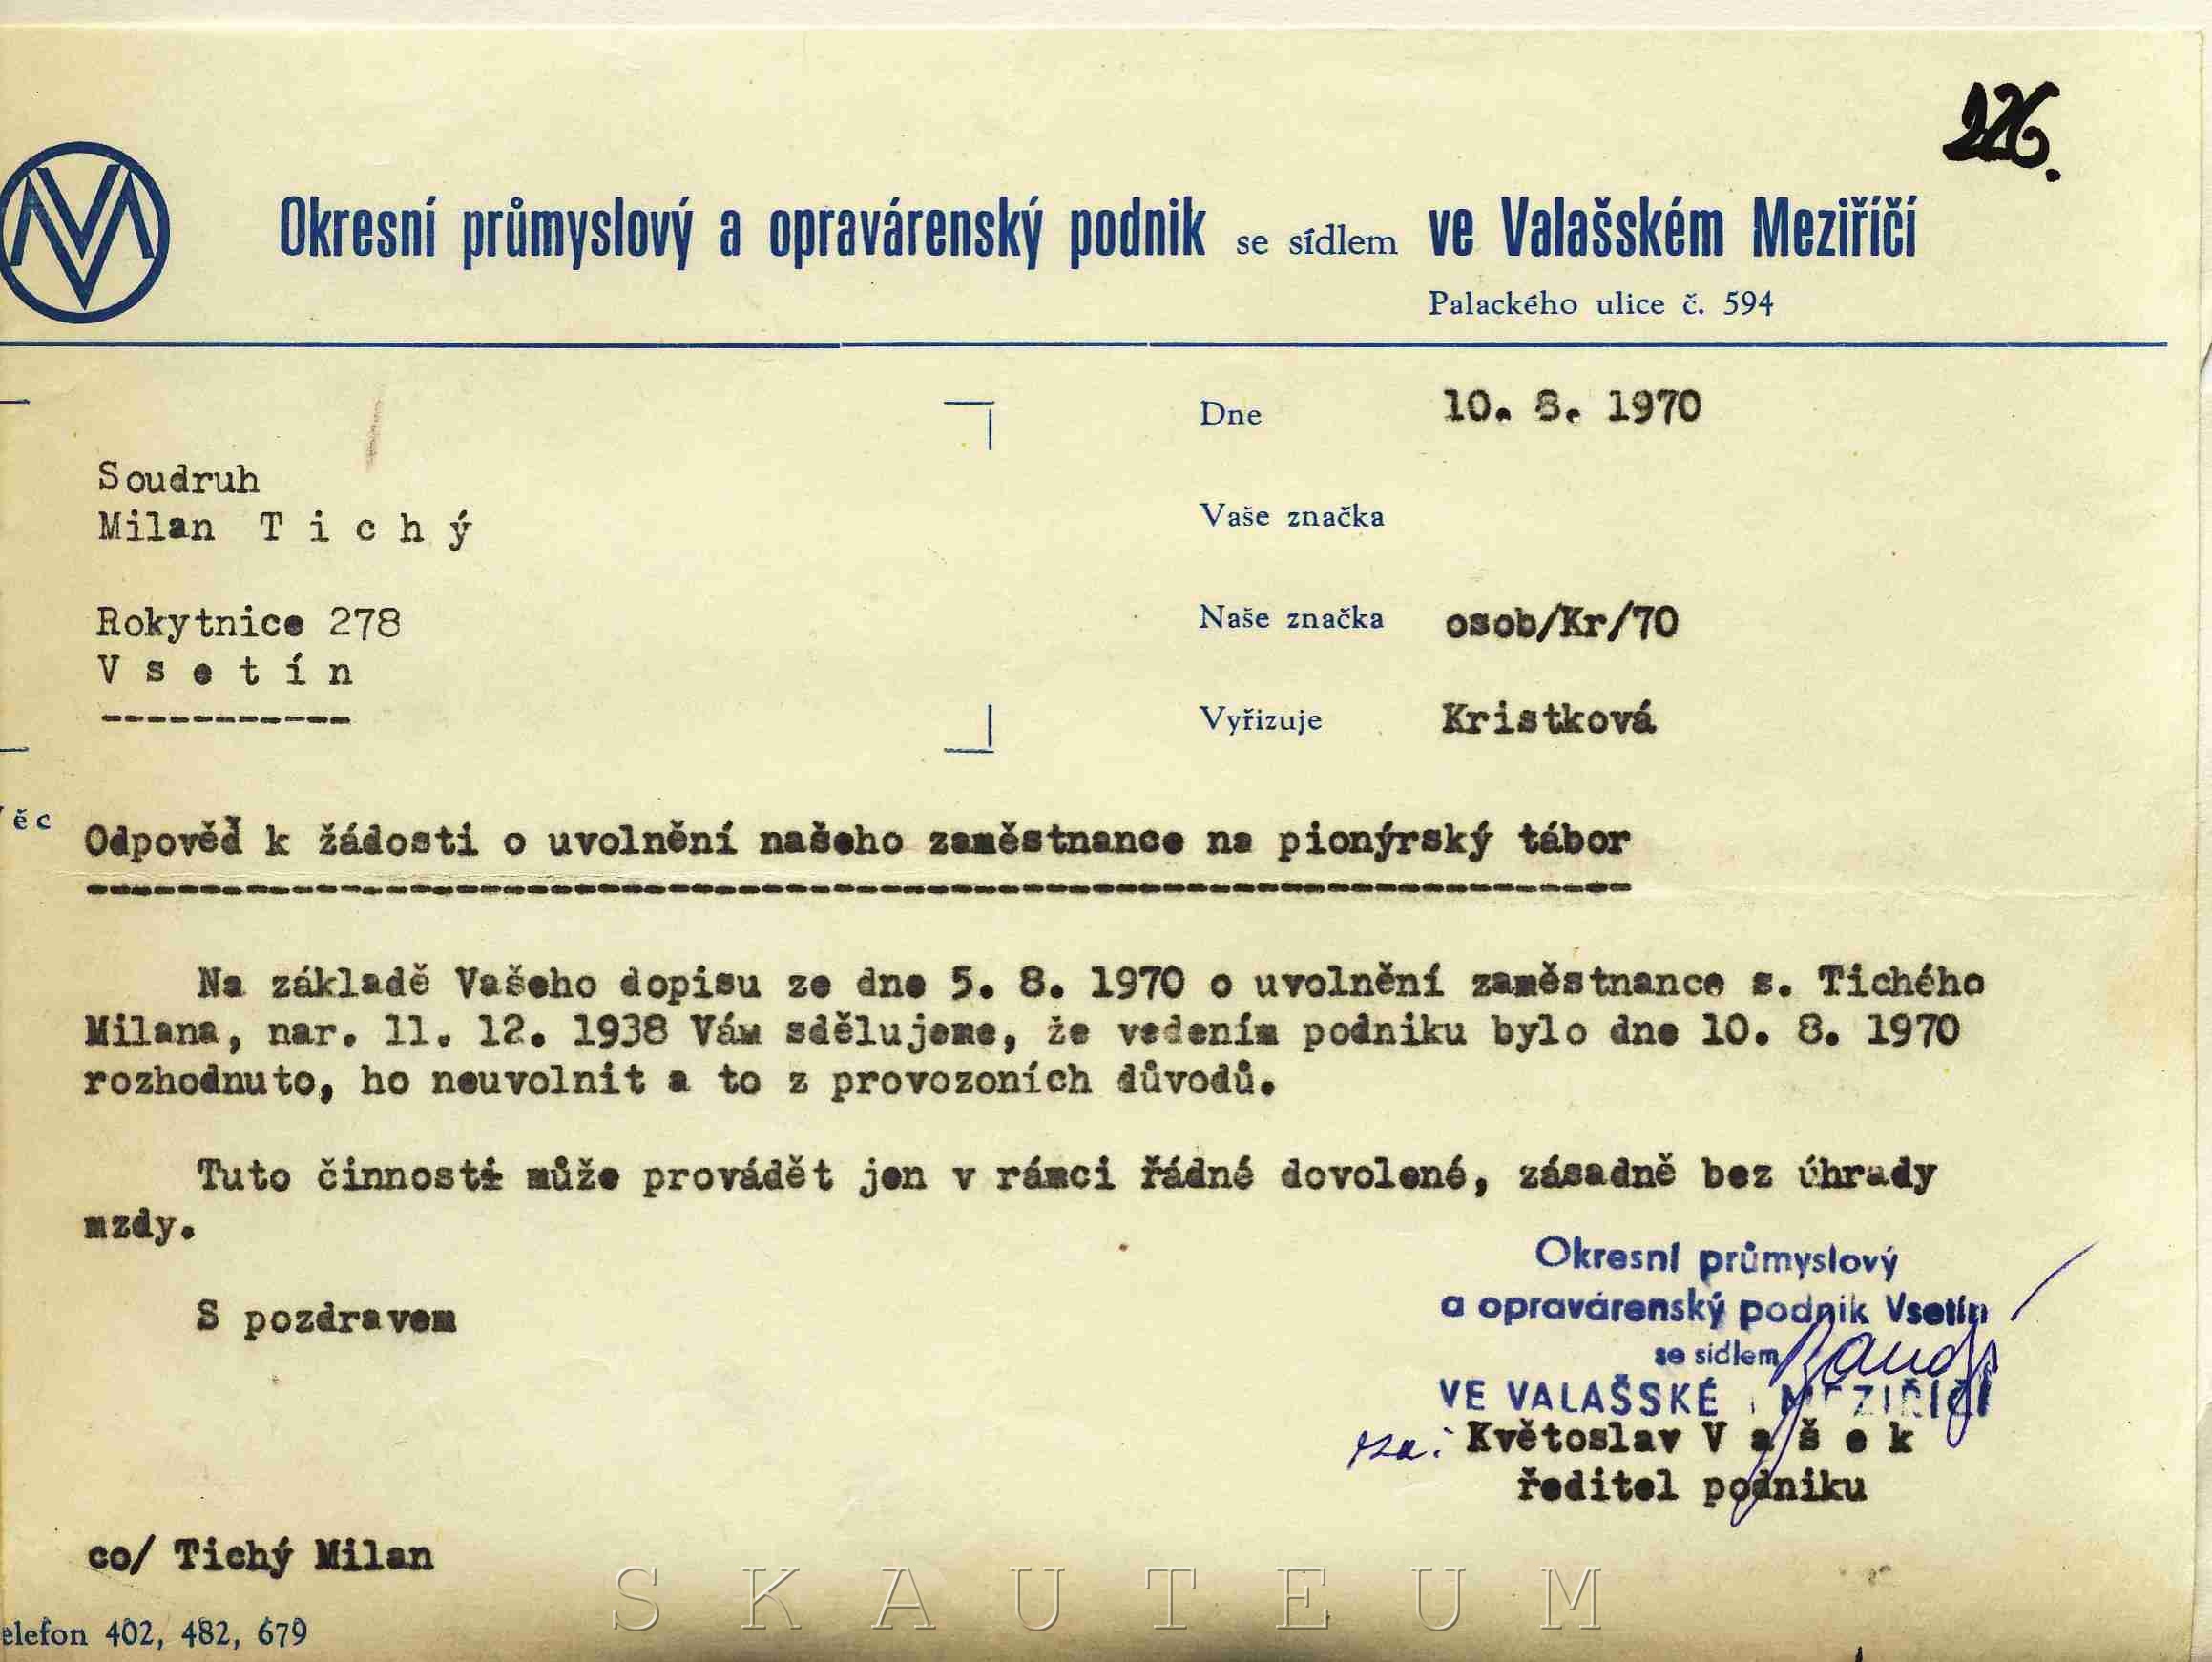 226.
Okresní průmyslový a opravárenský podnik se sídlem ve Valašském Meziříčí
Palackého ulice č. 594
Dne 10. 8. 1970
Soudruh
Milan T i c h ý
Vaše značka
Rokytnice 278
Naše značka osob/Kr/70
V s e t í n
Vyřizuje Kristková
ěc Odpověď k žádosti o uvolnění našeho zaměstnance na pionýrský tábor
Na základě Vašeho dopisu ze dne 5. 8. 1970 o uvolnění zaměstnance s. Tichého
Milana, nar. 11. 12. 1938 Vám sdělujeme, že vedením podniku bylo dne 10. 8. 1970
rozhodnuto, ho neuvolnit a to z provozoních důvodů.
Tuto činnost může provádět jen v rámci řádné dovolené, zásadně bez úhrady
mzdy.
S pozdravem
Okresní průmyslový
a opravárenský podnik Vsetín
se sídlem
VE VALAŠSKÉ MEZIŘÍČÍ
Květoslav V a š e k
ředitel podniku
co/ Tichý Milan
elefon 402, 482, 679
SKAUTEUM